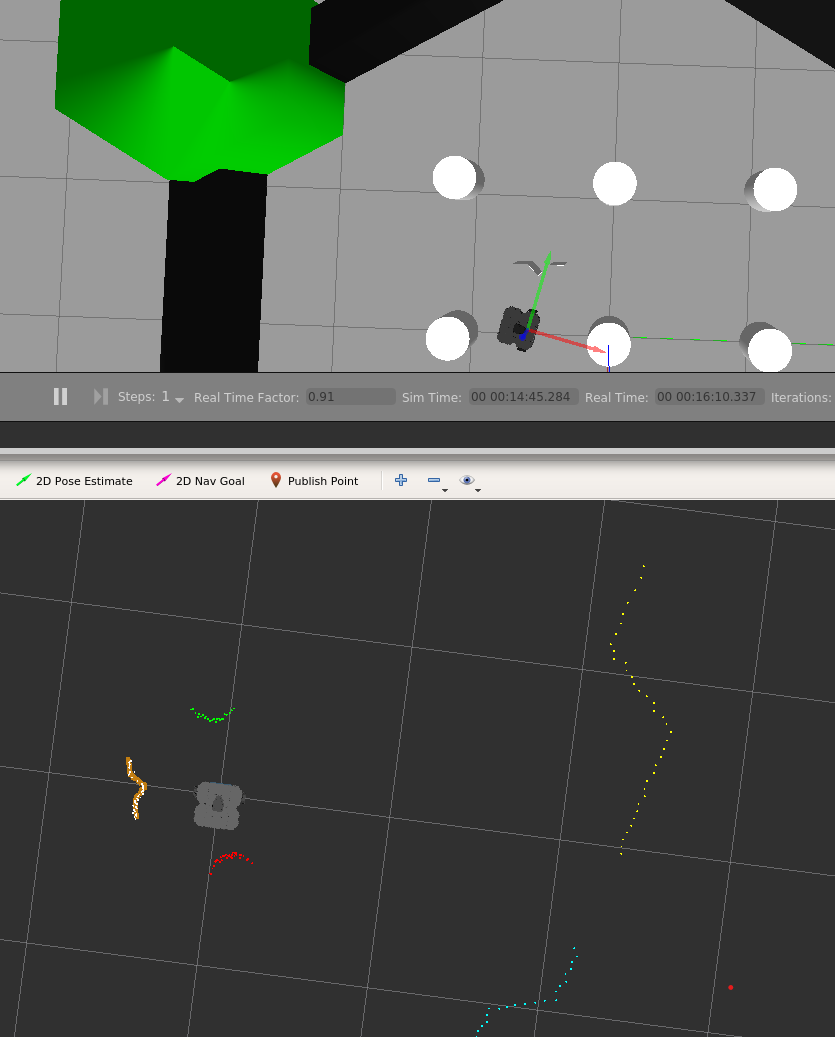 Steps: 1 Real Time Factor: 0.91 Sim Time: 00 00:14:45.284 Real Time: 00 00:16:10.337 Iterations:
2D Pose Estimate 2D Nav Goal Publish Point